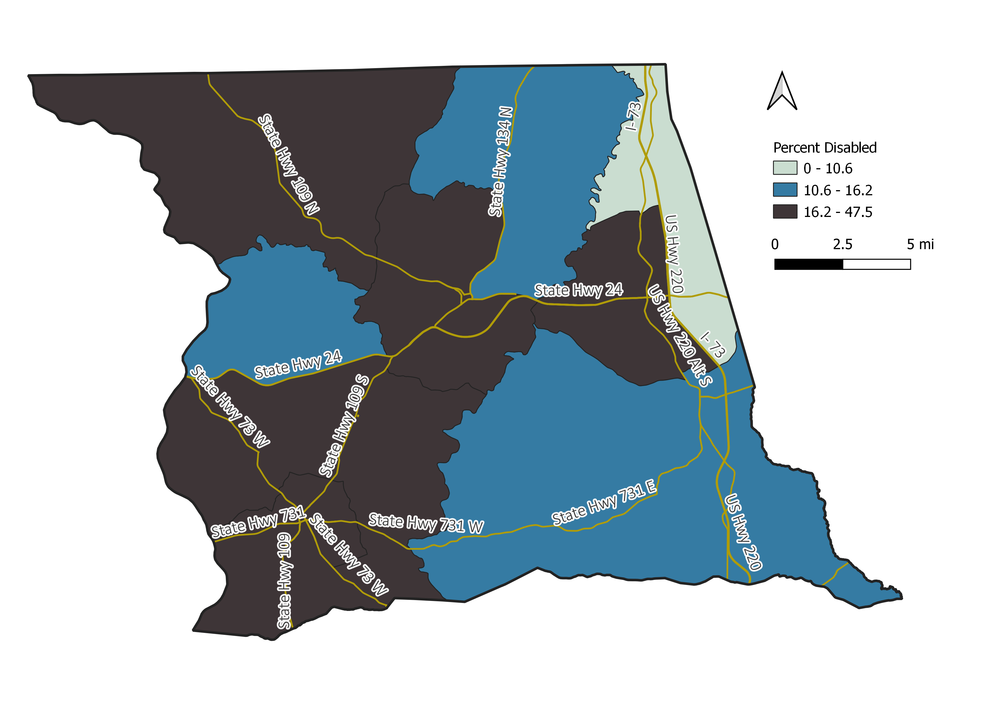 State Hwy 109 N
State Hwy 134 N
I- 73
Percent Disabled
0 - 10.6
10.6 - 16.2
16.2 - 47.5
0 2.5 5 mi
US Hwy 220
State Hwy 24
US Hwy 220 Alt S
I- 73
State Hwy 24
State Hwy 73 W
State Hwy 109 S
State Hwy 731
State Hwy 731 W
State Hwy 731 E
US Hwy 220
State Hwy 109
State Hwy 73 W